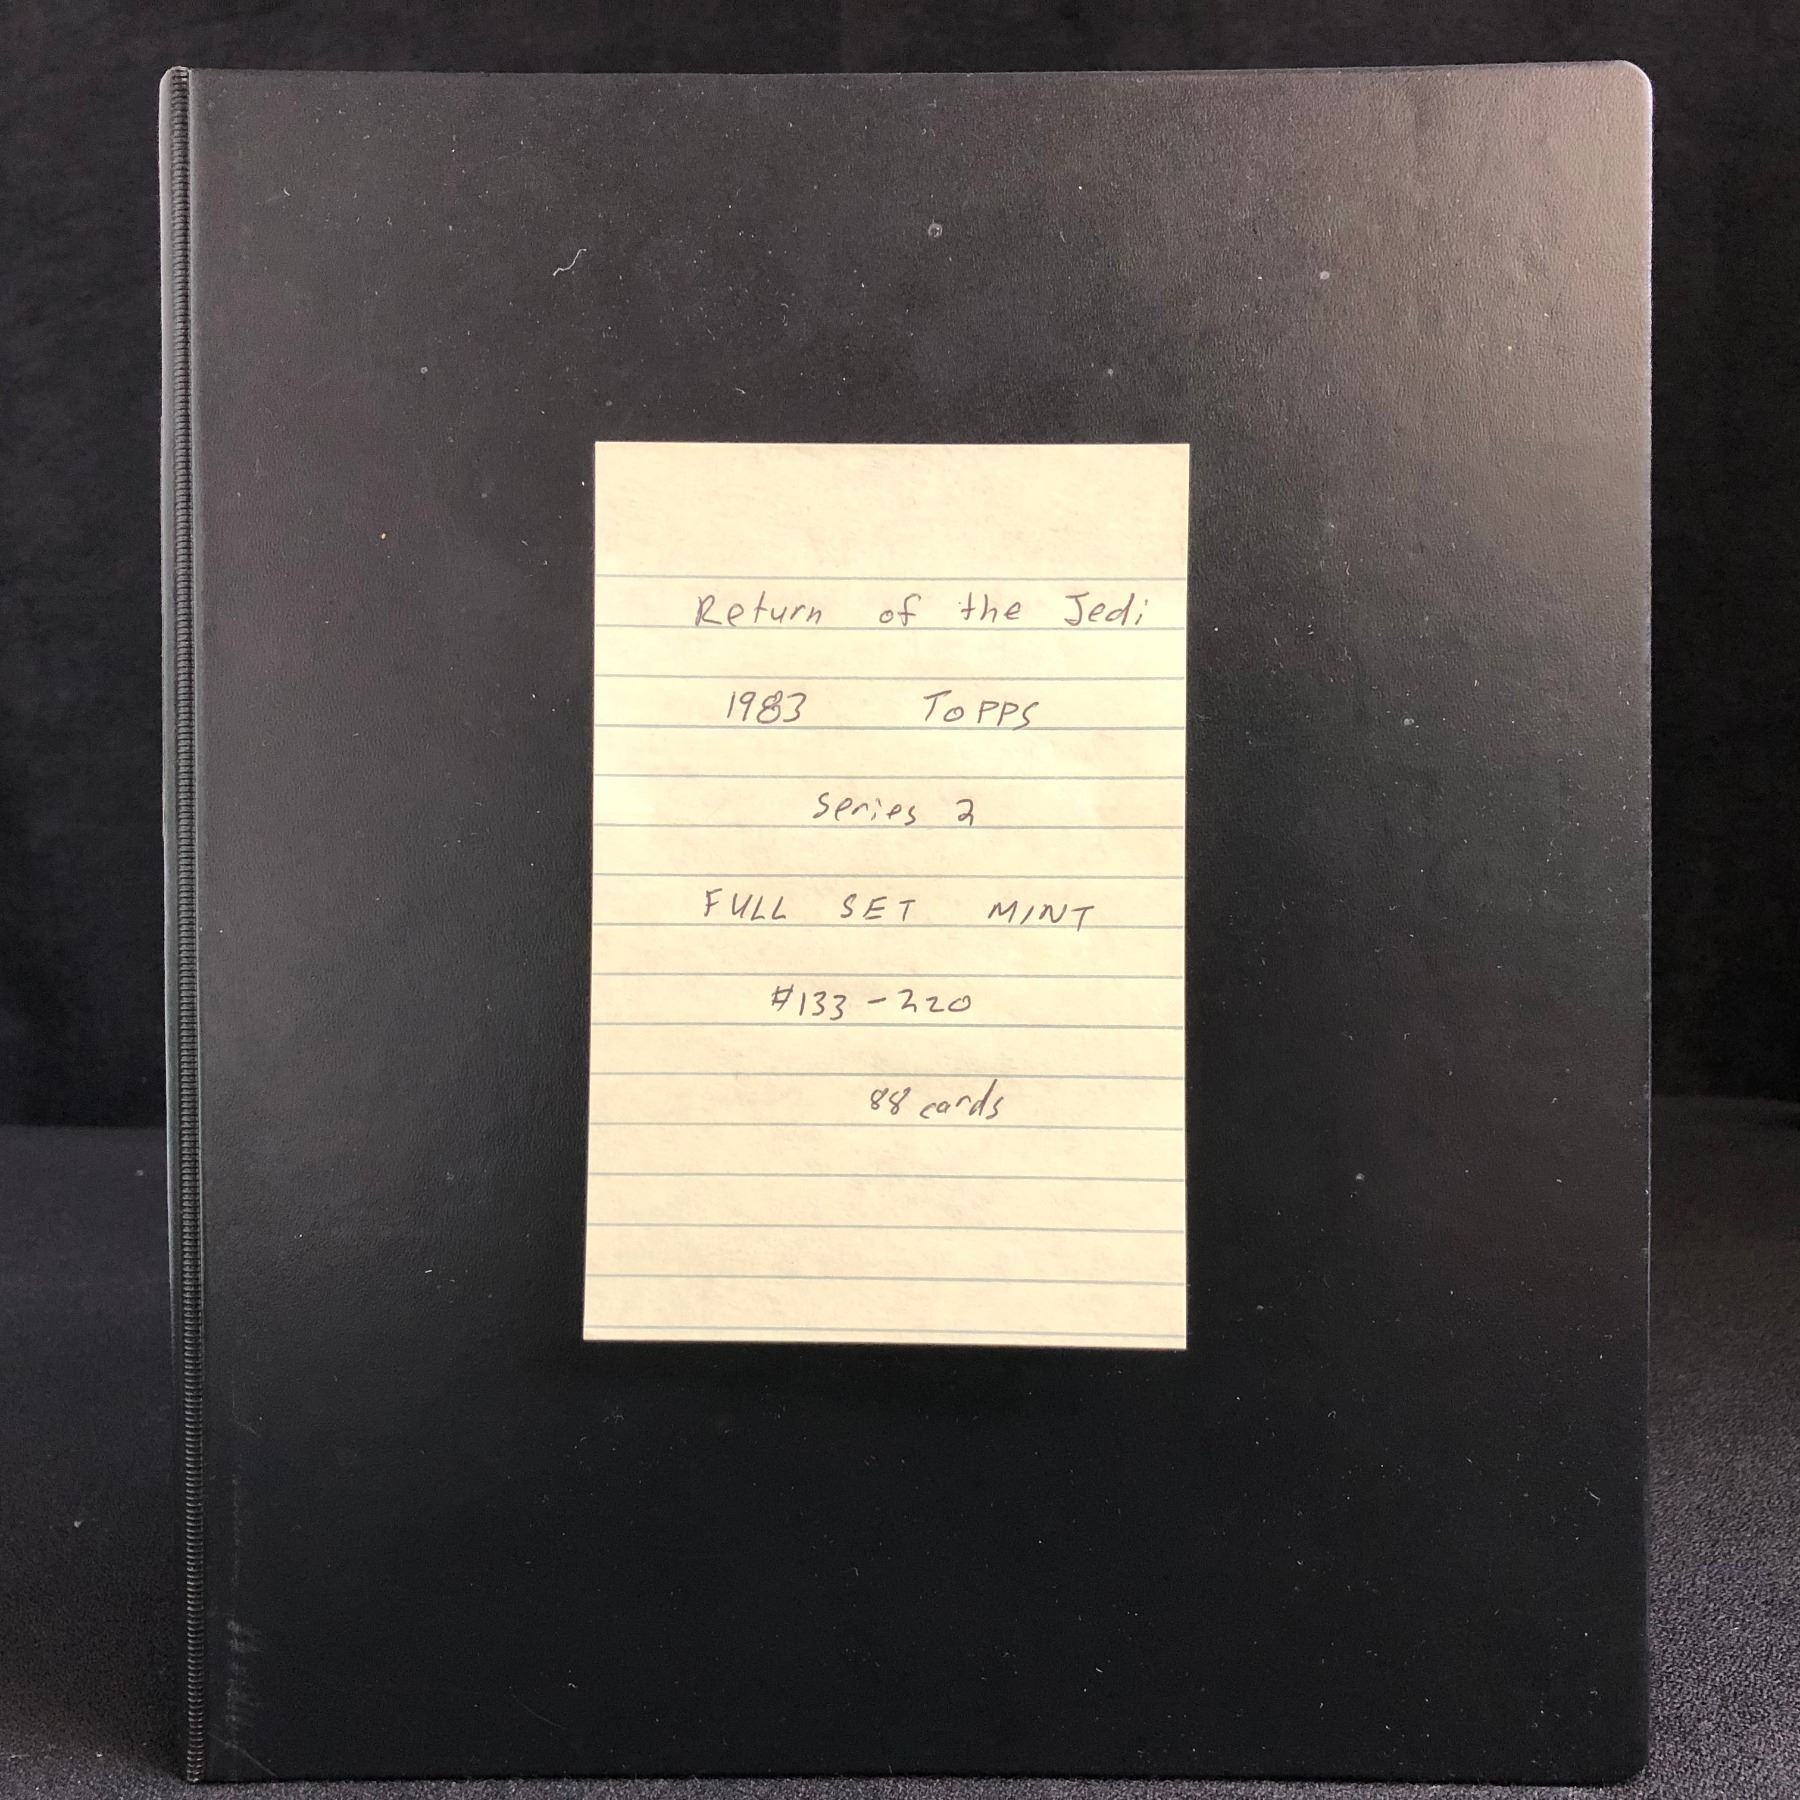 Return of the Jedi
1983 Topps
Series 2
FULL SET MINT
#133-220
88 cards